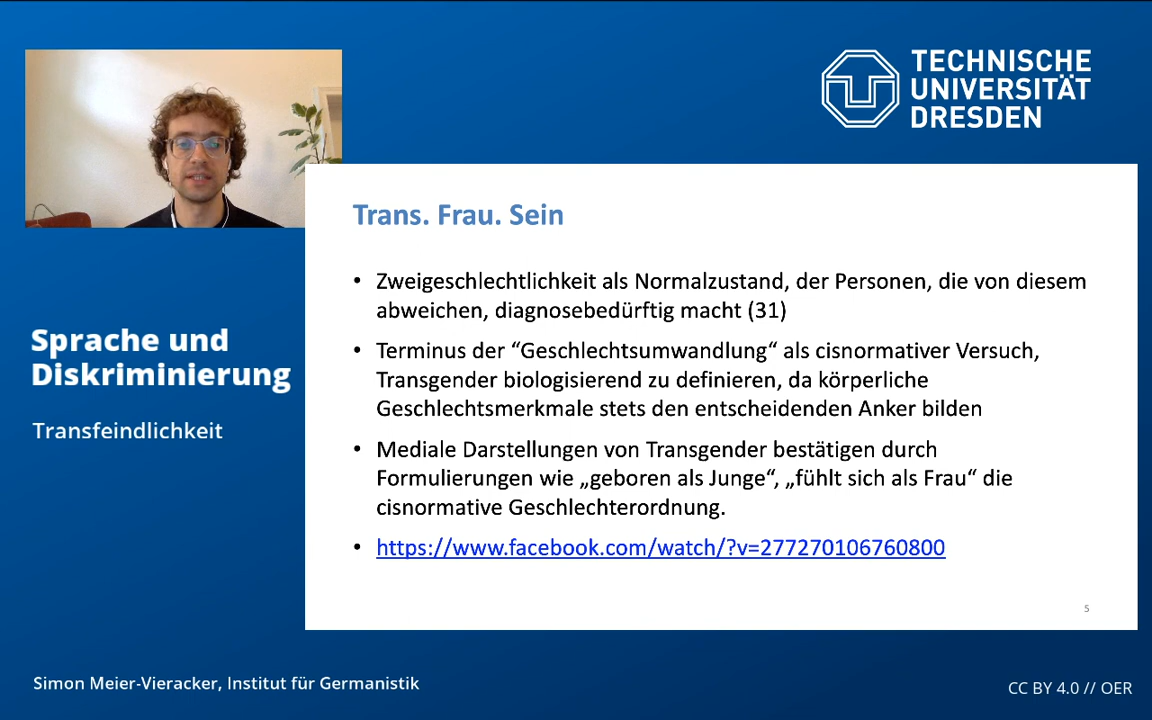 TECHNISCHE
UNIVERSITÄT
DRESDEN
Trans. Frau. Sein
• Zweigeschlechtlichkeit als Normalzustand, der Personen, die von diesem
abweichen, diagnosebedürftig macht (31)
• Terminus der “Geschlechtsumwandlung“ als cisnormativer Versuch,
Transgender biologisierend zu definieren, da körperliche
Geschlechtsmerkmale stets den entscheidenden Anker bilden
• Mediale Darstellungen von Transgender bestätigen durch
Formulierungen wie „geboren als Junge“, „fühlt sich als Frau“ die
cisnormative Geschlechterordnung.
• https://www.facebook.com/watch/?v=277270106760800
5
Sprache und
Diskriminierung
Transfeindlichkeit
Simon Meier-Vieracker, Institut für Germanistik
CC BY 4.0 // OER